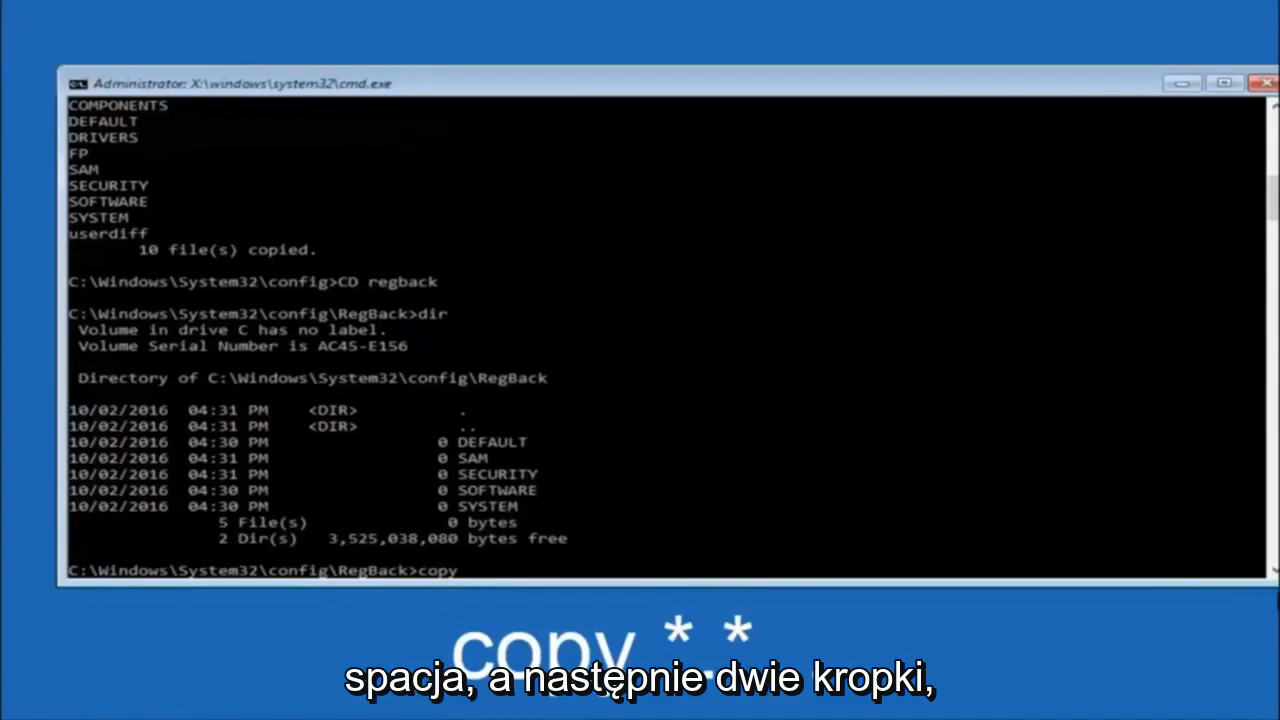 Administrator: X:\windows\system32\cmd.exe
COMPONENTS
DEFAULT
DRIVERS
FP
SAM
SECURITY
SOFTWARE
SYSTEM
userdiff
10 file(s) copied.
C:\Windows\System32\config>CD regback
C:\Windows\System32\config\RegBack>dir
Volume in drive C has no label.
Volume Serial Number is AC45-E156
Directory of C:\Windows\System32\config\RegBack
10/02/2016 04:31 PM <DIR> .
10/02/2016 04:31 PM <DIR> ..
10/02/2016 04:30 PM 0 DEFAULT
10/02/2016 04:31 PM 0 SAM
10/02/2016 04:31 PM 0 SECURITY
10/02/2016 04:30 PM 0 SOFTWARE
10/02/2016 04:30 PM 0 SYSTEM
5 File(s) 0 bytes
2 Dir(s) 3,525,038,080 bytes free
C:\Windows\System32\config\RegBack>copy
copy *.*
spacja, a następnie dwie kropki,